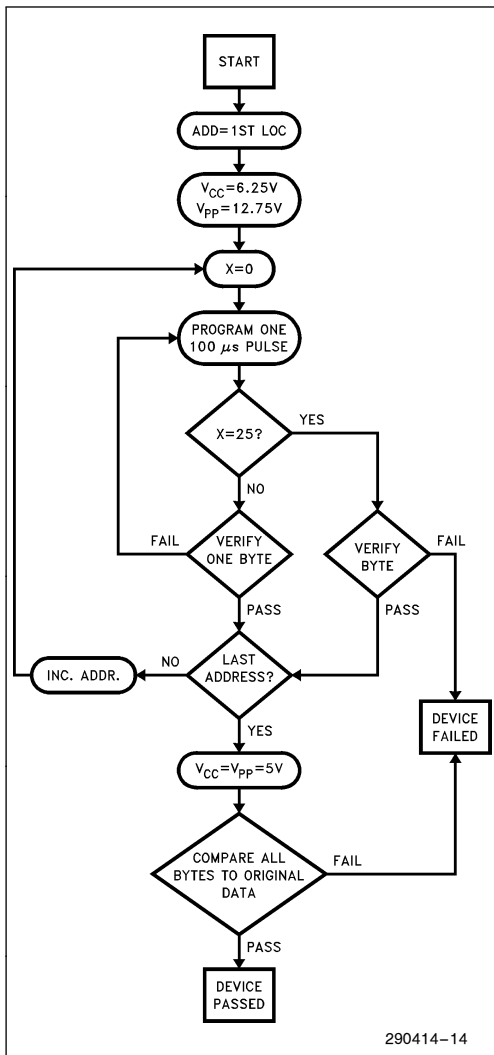 START
ADD=1ST LOC
VCC=6.25V
VPP=12.75V
X=0
PROGRAM ONE
100 μs PULSE
X=25?
YES
NO
FAIL
VERIFY
ONE BYTE
VERIFY
BYTE
FAIL
PASS
PASS
INC. ADDR.
NO
LAST
ADDRESS?
YES
DEVICE
FAILED
VCC=VPP=5V
COMPARE ALL
BYTES TO ORIGINAL
DATA
FAIL
PASS
DEVICE
PASSED
290414–14